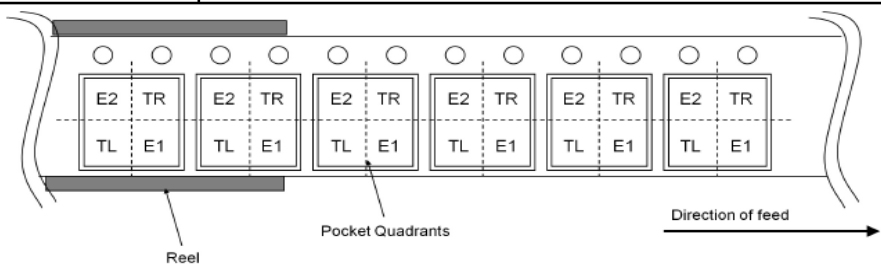 E2 TR E2 TR E2 TR E2 TR E2 TR E2 TR
TL E1 TL E1 TL E1 TL E1 TL E1 TL E1
Direction of feed
Pocket Quadrants
Reel